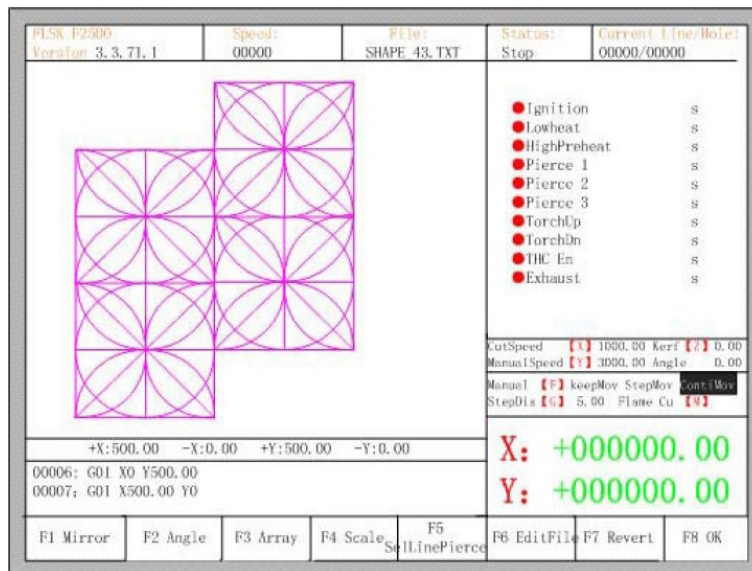 FLSK F2500
Version 3.3.71.1
Speed:
00000
File:
SHAPE 43.TXT
Status:
Stop
Current Line/Hole:
00000/00000
Ignition s
Lowheat s
HighPreheat s
Pierce 1 s
Pierce 2 s
Pierce 3 s
TorchUp s
TorchDn s
THC En s
Exhaust s
CutSpeed 【X】 1000.00 Kerf【Z】 0.00
ManualSpeed【Y】 3000.00 Angle 0.00
Manual 【F】 keepMov StepMov ContiMov
StepDis【G】 5.00 Flame Cu 【M】
+X:500.00 -X:0.00 +Y:500.00 -Y:0.00
00006: G01 X0 Y500.00
00007: G01 X500.00 Y0
X: +000000.00
Y: +000000.00
F1 Mirror
F2 Angle
F3 Array
F4 Scale
F5
SelLinePierce
F6 EditFile
F7 Revert
F8 OK